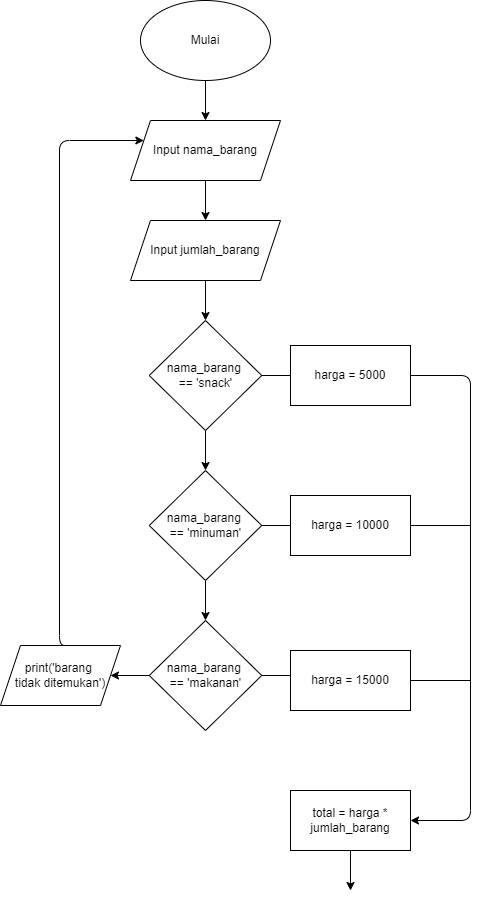 Mulai
Input nama_barang
Input jumlah_barang
nama_barang
== 'snack'
harga = 5000
nama_barang
== 'minuman'
harga = 10000
print('barang
tidak ditemukan')
nama_barang
== 'makanan'
harga = 15000
total = harga *
jumlah_barang